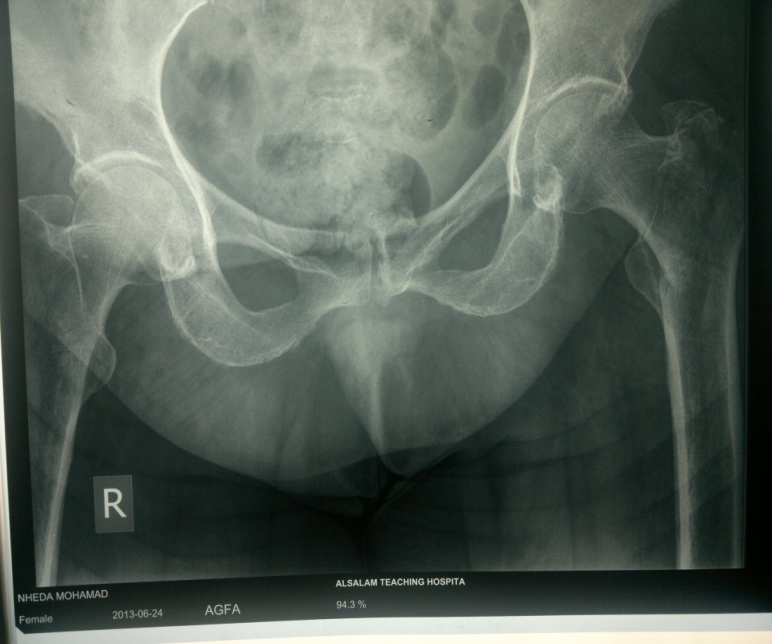 R
NHEDA MOHAMAD
ALSALAM TEACHING HOSPITA
Female
2013-06-24
AGFA
94.3 %